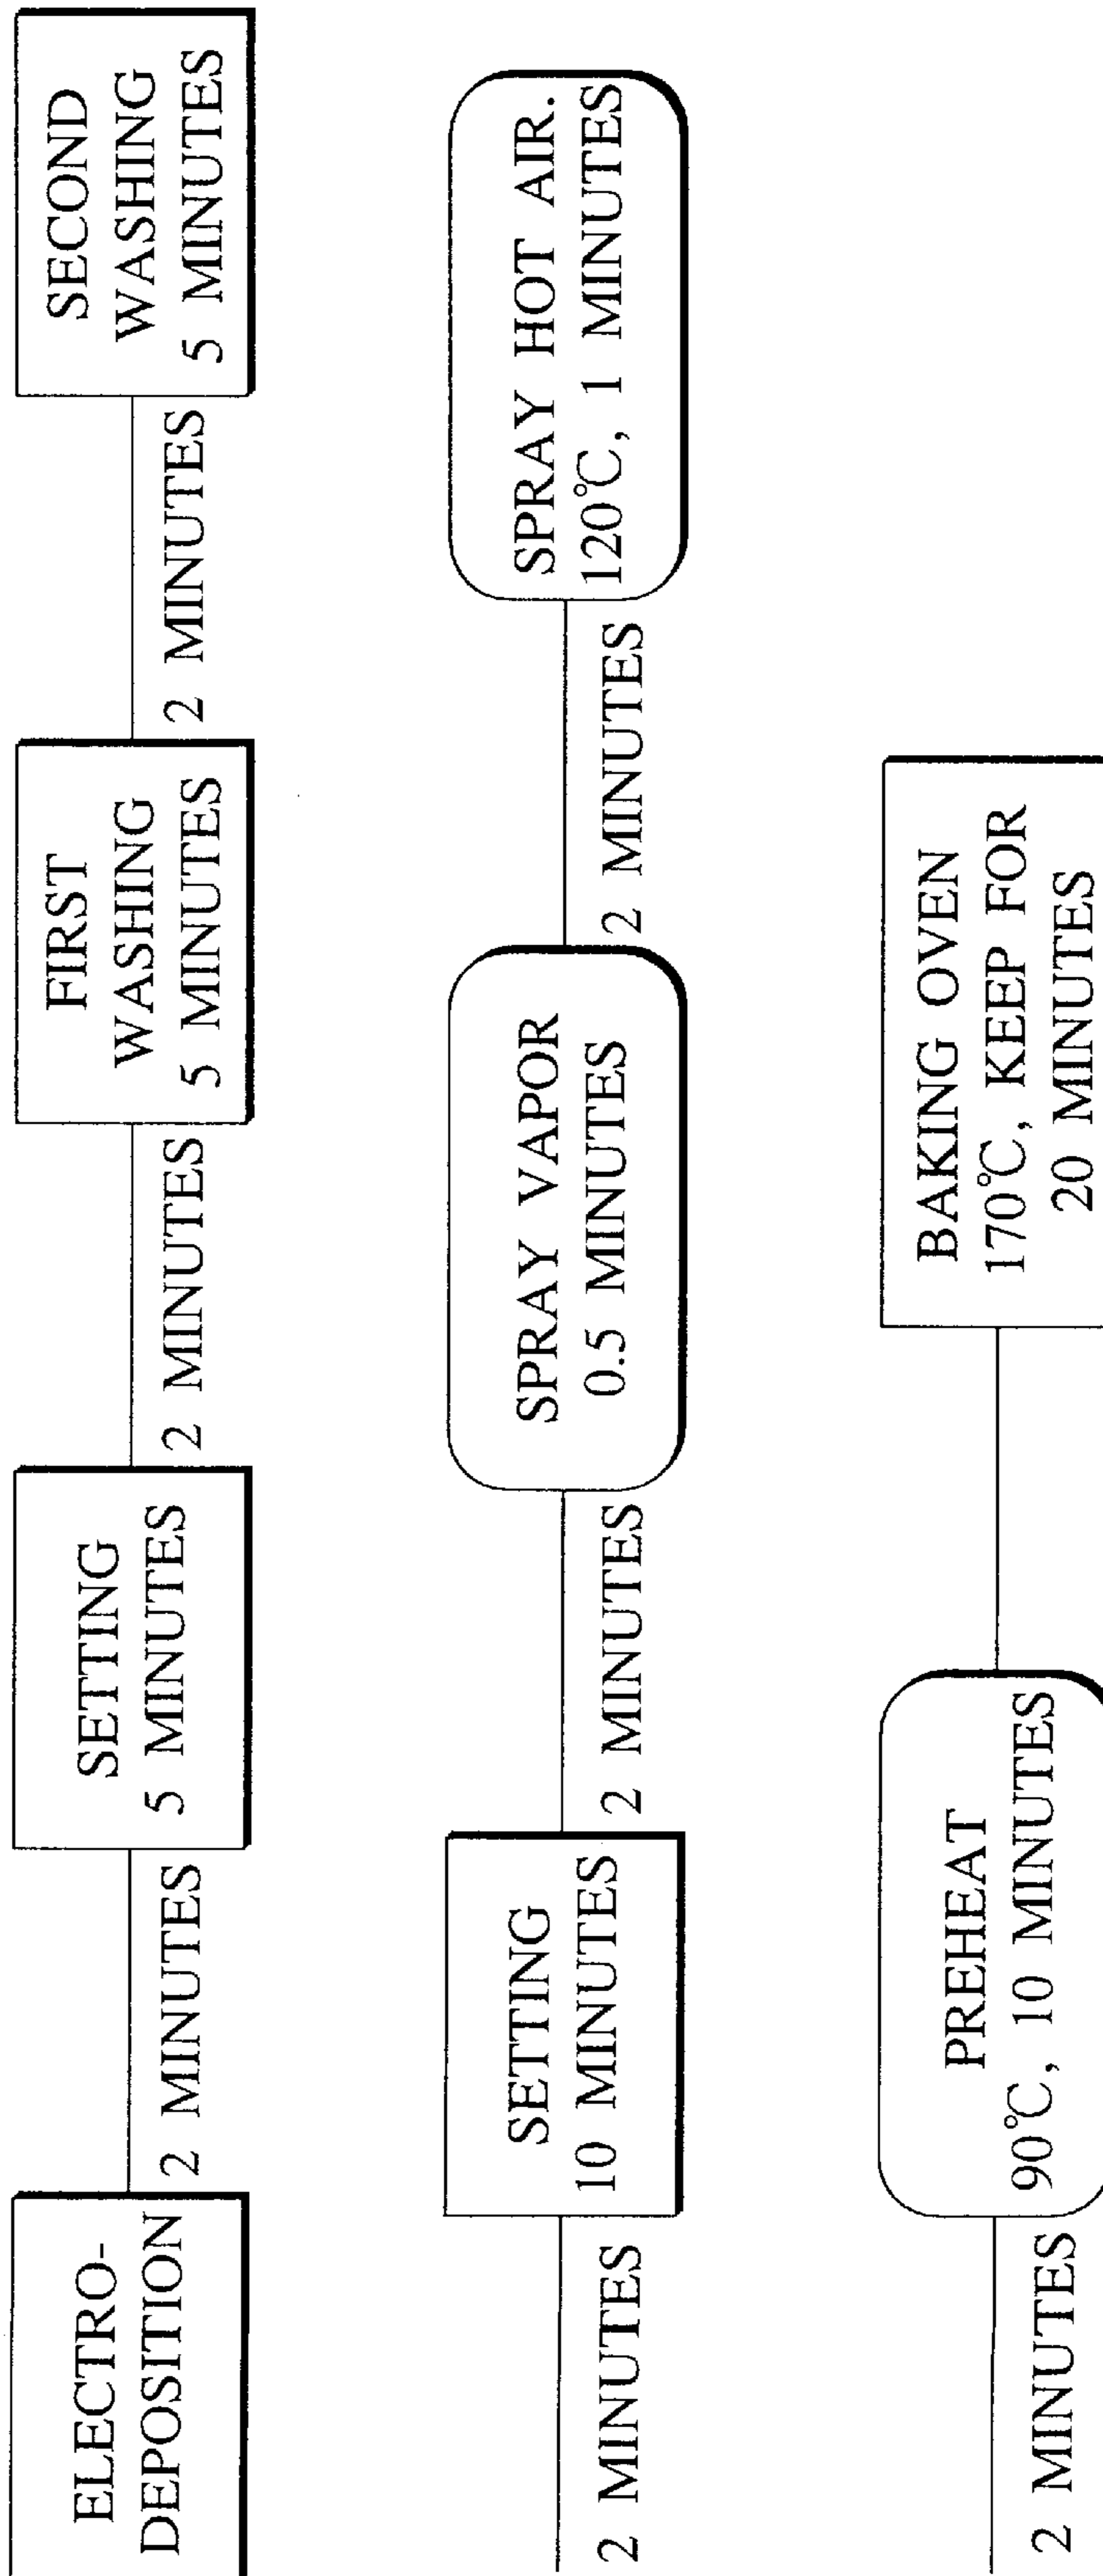 ELECTRO-
DEPOSITION
2 MINUTES
SETTING
5 MINUTES
2 MINUTES
FIRST
WASHING
5 MINUTES
2 MINUTES
SECOND
WASHING
5 MINUTES
2 MINUTES
SETTING
10 MINUTES
2 MINUTES
SPRAY VAPOR
0.5 MINUTES
2 MINUTES
SPRAY HOT AIR.
120℃, 1 MINUTES
2 MINUTES
PREHEAT
90℃, 10 MINUTES
BAKING OVEN
170℃, KEEP FOR
20 MINUTES